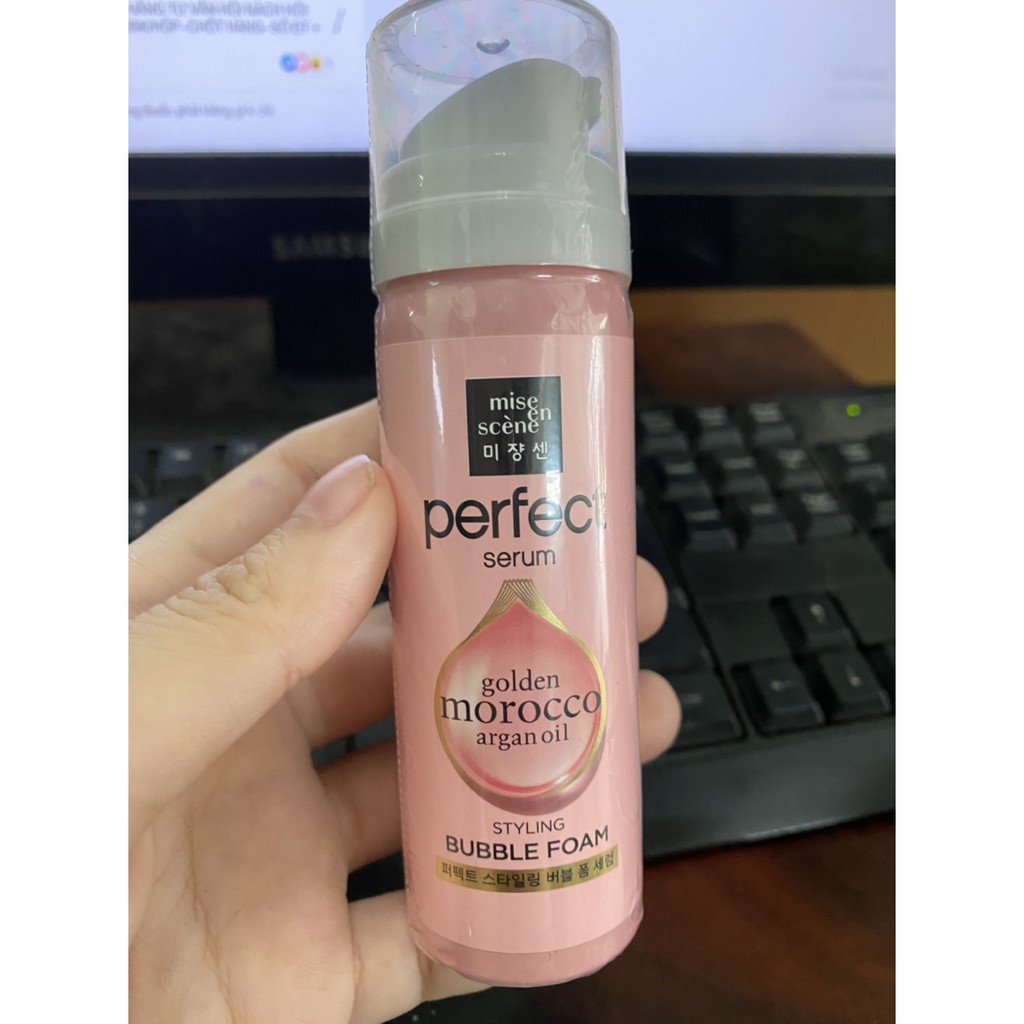 SAMSU
mise
en
scène
미쟝센
perfect
serum
golden
morocco
argan oil
STYLING
BUBBLE FOAM
퍼펙트 스타일링 버블 폼 세럼